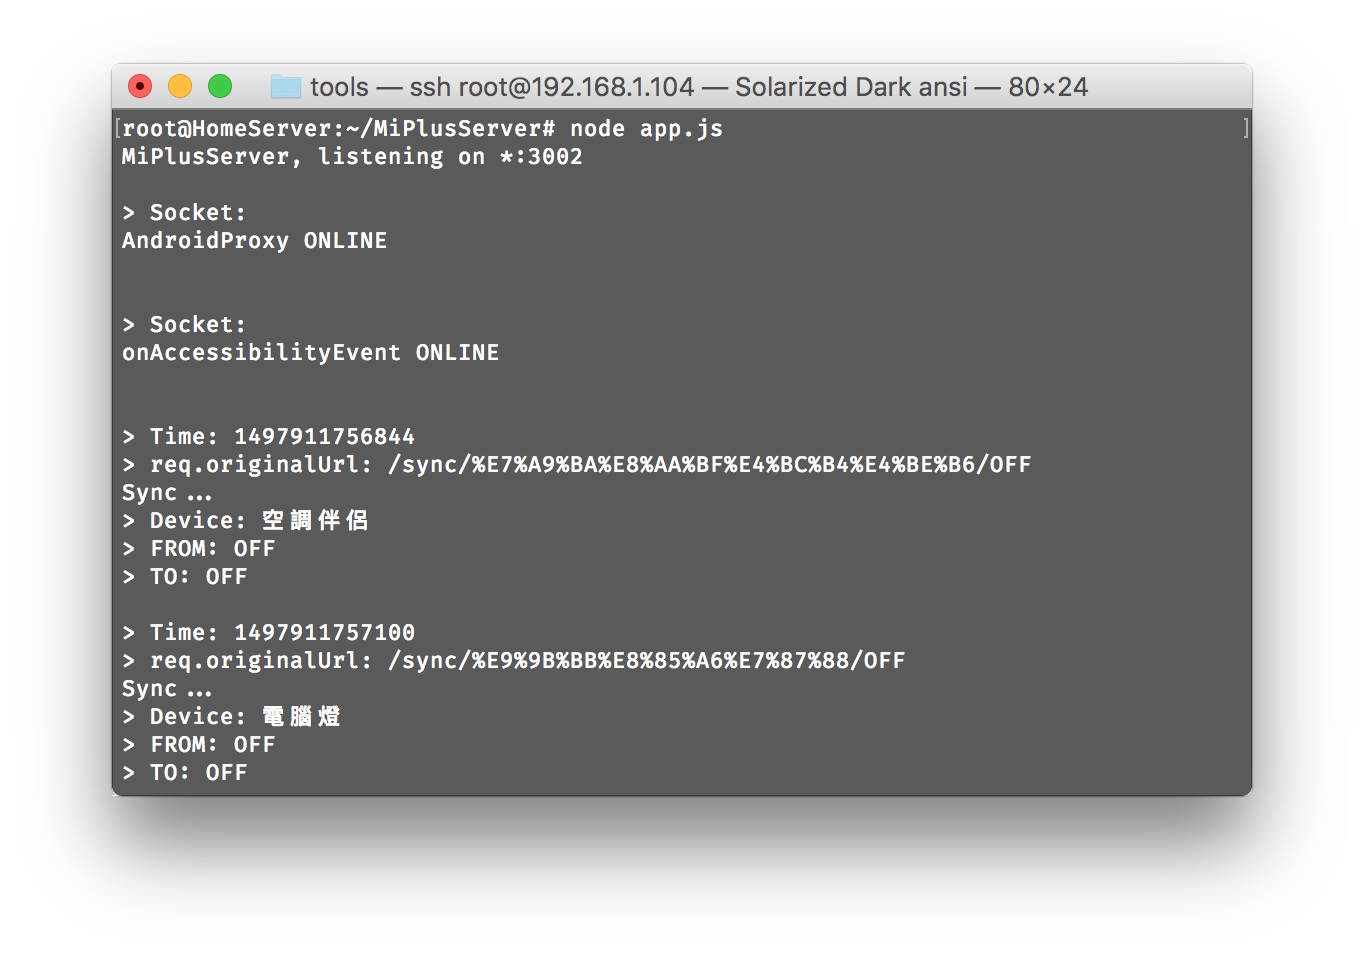 tools — ssh root@192.168.1.104 — Solarized Dark ansi — 80×24
[root@HomeServer:~/MiPlusServer# node app.js ]
MiPlusServer, listening on *:3002
> Socket:
AndroidProxy ONLINE
> Socket:
onAccessibilityEvent ONLINE
> Time: 1497911756844
> req.originalUrl: /sync/%E7%A9%BA%E8%AA%BF%E4%BC%B4%E4%BE%B6/OFF
Sync ...
> Device: 空調伴侶
> FROM: OFF
> TO: OFF
> Time: 1497911757100
> req.originalUrl: /sync/%E9%9B%BB%E8%85%A6%E7%87%88/OFF
Sync ...
> Device: 電腦燈
> FROM: OFF
> TO: OFF